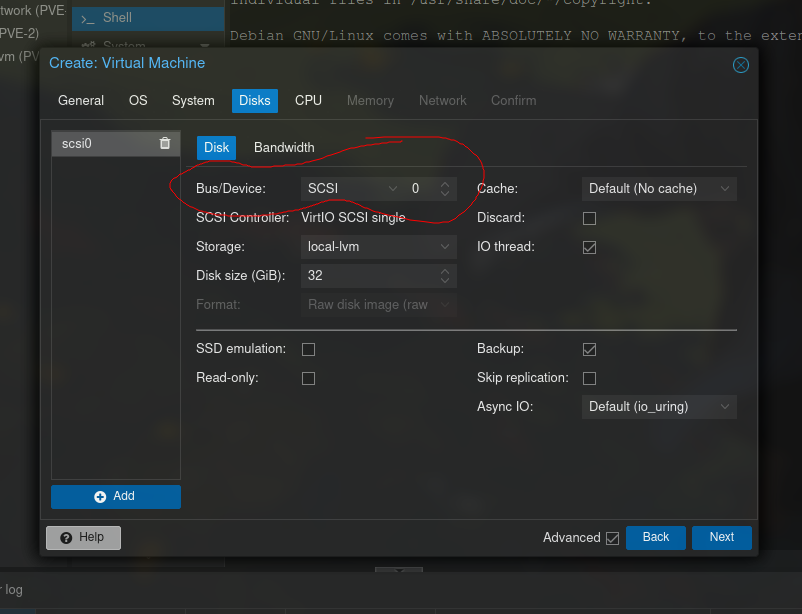 individual files in /usr/share/doc/*/copyright.
twork (PVE-
Shell
PVE-2)
System
Debian GNU/Linux comes with ABSOLUTELY NO WARRANTY, to the exten
vm (PV
Create: Virtual Machine
General OS System Disks CPU Memory Network Confirm
scsi0
Disk Bandwidth
Bus/Device: SCSI 0 Cache: Default (No cache)
SCSI Controller: VirtIO SCSI single Discard:
Storage: local-lvm IO thread:
Disk size (GiB): 32
Format: Raw disk image (raw
SSD emulation: Backup:
Read-only: Skip replication:
Async IO: Default (io_uring)
Add
Help Advanced Back Next
r log